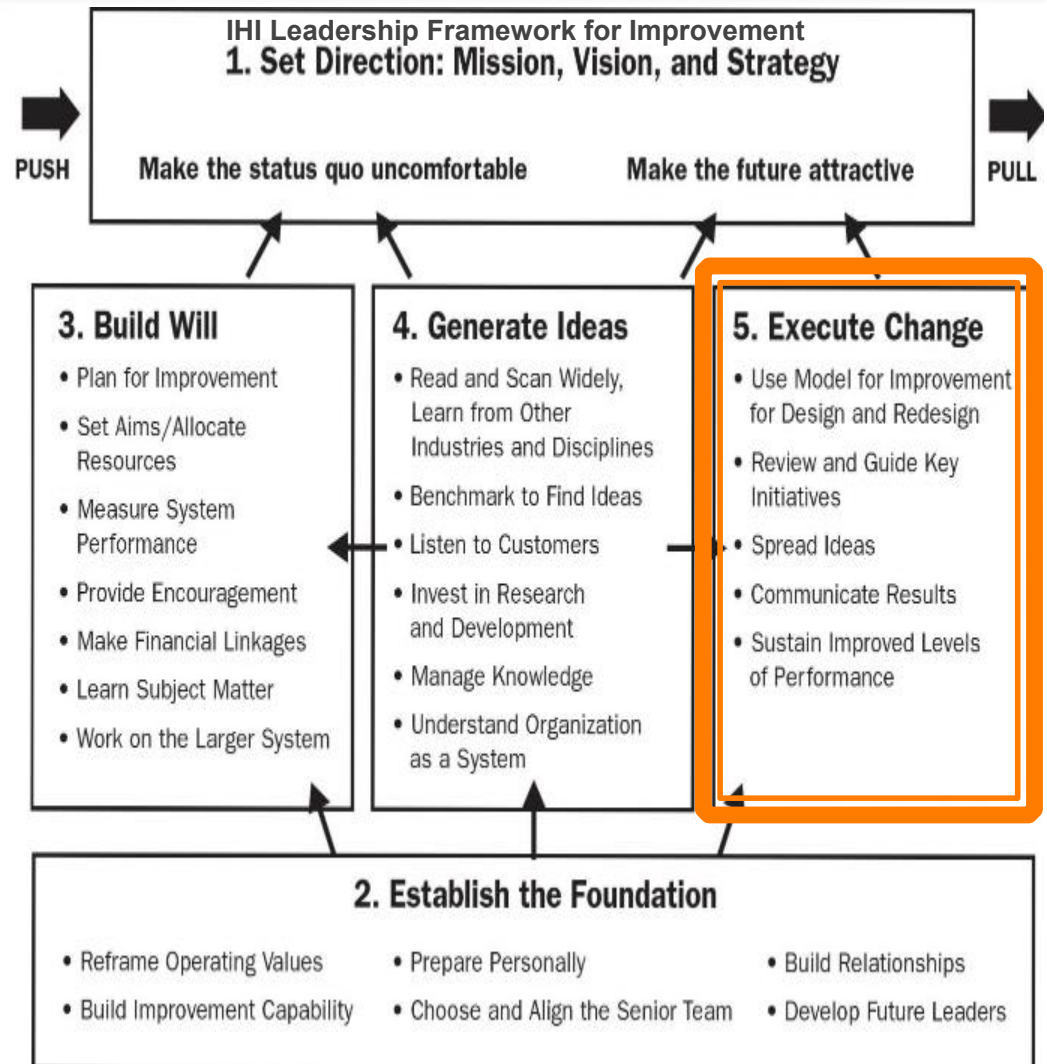 IHI Leadership Framework for Improvement
1. Set Direction: Mission, Vision, and Strategy
PUSH
Make the status quo uncomfortable
Make the future attractive
PULL
3. Build Will
• Plan for Improvement
• Set Aims/Allocate
Resources
• Measure System
Performance
• Provide Encouragement
• Make Financial Linkages
• Learn Subject Matter
• Work on the Larger System
4. Generate Ideas
• Read and Scan Widely,
Learn from Other
Industries and Disciplines
• Benchmark to Find Ideas
• Listen to Customers
• Invest in Research
and Development
• Manage Knowledge
• Understand Organization
as a System
5. Execute Change
• Use Model for Improvement
for Design and Redesign
• Review and Guide Key
Initiatives
• Spread Ideas
• Communicate Results
• Sustain Improved Levels
of Performance
2. Establish the Foundation
• Reframe Operating Values
• Build Improvement Capability
• Prepare Personally
• Choose and Align the Senior Team
• Build Relationships
• Develop Future Leaders